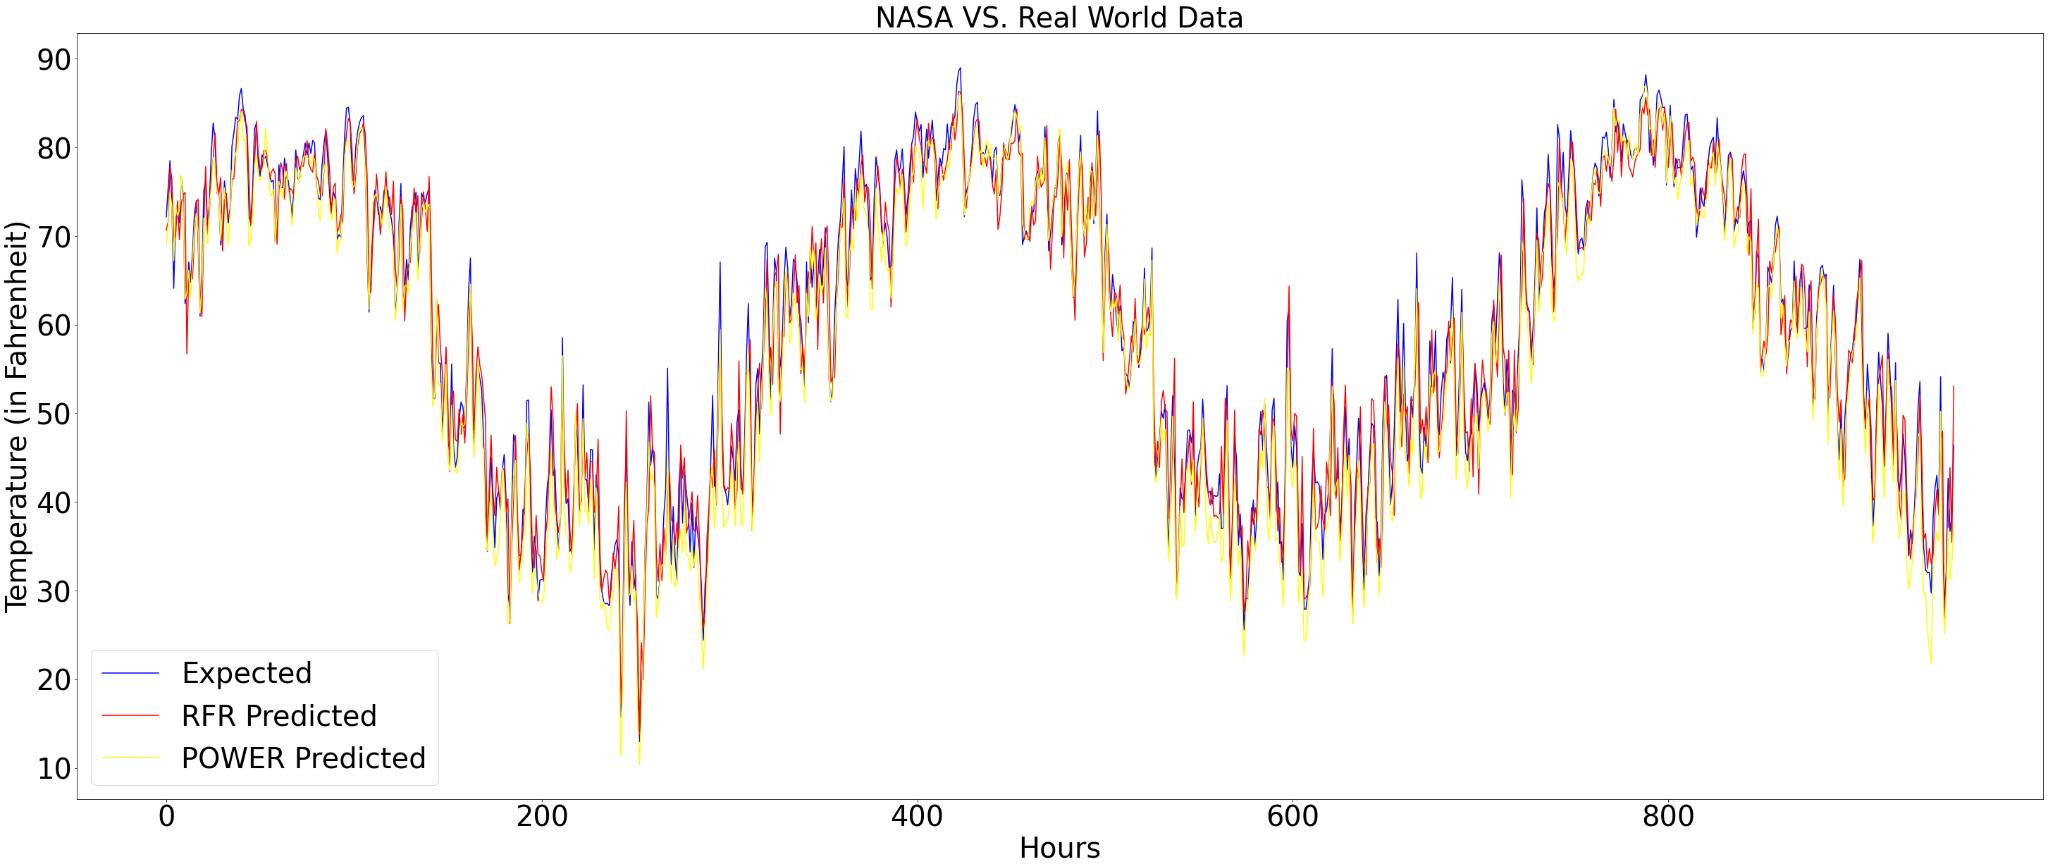 NASA VS. Real World Data
Temperature (in Fahrenheit)
90
80
70
60
50
40
30
20
10
Expected
RFR Predicted
POWER Predicted
0 200 400 600 800
Hours